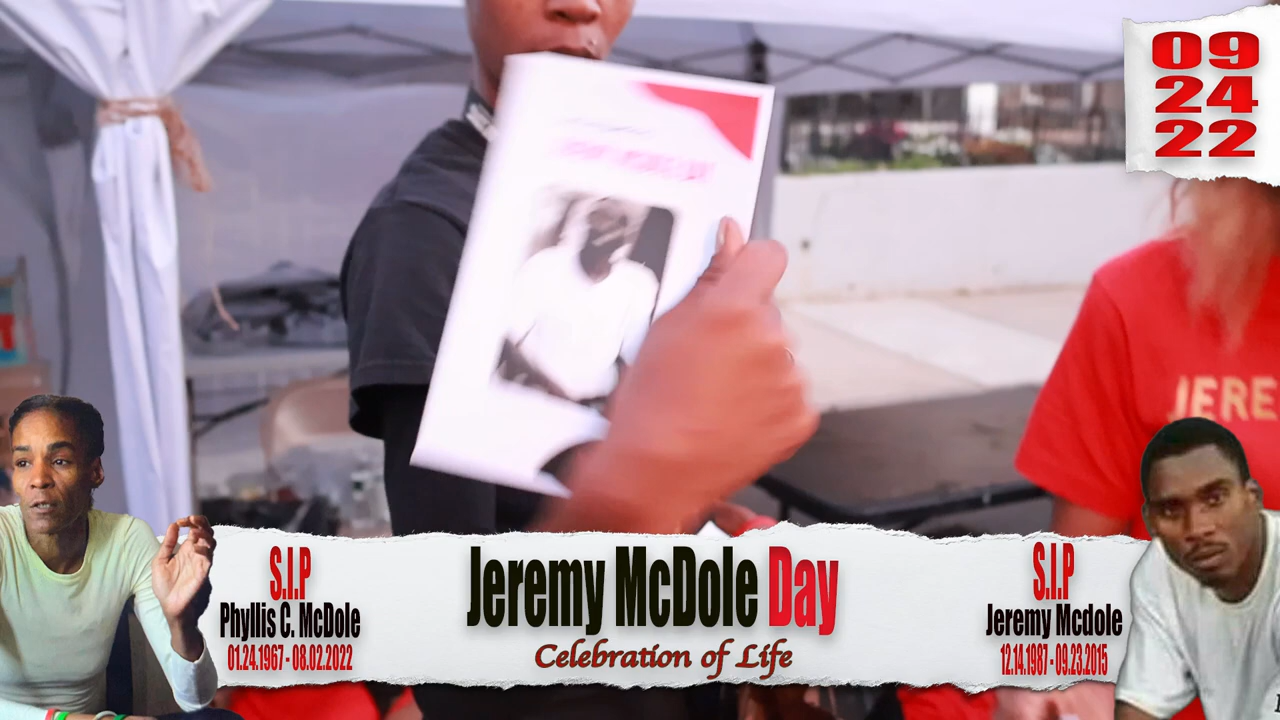 09
24
22
JERE
S.I.P
Phyllis C. McDole
01.24.1967 - 08.02.2022
Jeremy McDole Day
Celebration of Life
S.I.P
Jeremy Mcdole
12.14.1987 - 09.23.2015